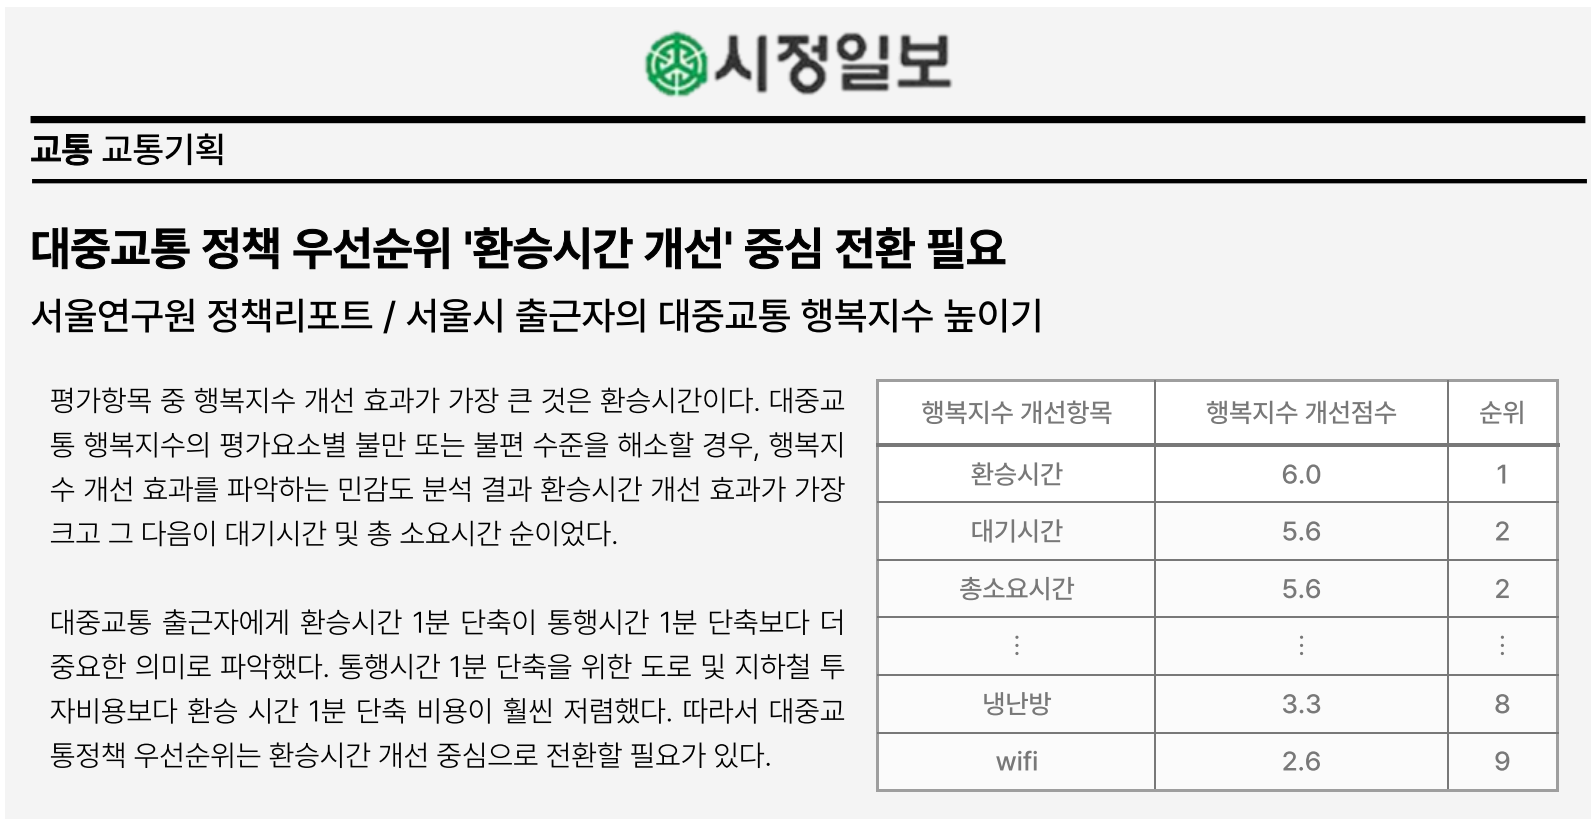 시정일보
교통 교통기획
대중교통 정책 우선순위 '환승시간 개선' 중심 전환 필요
서울연구원 정책리포트 / 서울시 출근자의 대중교통 행복지수 높이기
평가항목 중 행복지수 개선 효과가 가장 큰 것은 환승시간이다. 대중교
통 행복지수의 평가요소별 불만 또는 불편 수준을 해소할 경우, 행복지
수 개선 효과를 파악하는 민감도 분석 결과 환승시간 개선 효과가 가장
크고 그 다음이 대기시간 및 총 소요시간 순이었다.
대중교통 출근자에게 환승시간 1분 단축이 통행시간 1분 단축보다 더
중요한 의미로 파악했다. 통행시간 1분 단축을 위한 도로 및 지하철 투
자비용보다 환승 시간 1분 단축 비용이 훨씬 저렴했다. 따라서 대중교
통정책 우선순위는 환승시간 개선 중심으로 전환할 필요가 있다.
행복지수 개선항목 행복지수 개선점수 순위
환승시간 6.0 1
대기시간 5.6 2
총소요시간 5.6 2
⋮ ⋮ ⋮
냉난방 3.3 8
wifi 2.6 9